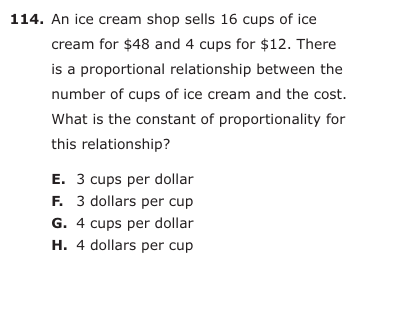 114. An ice cream shop sells 16 cups of ice
cream for $48 and 4 cups for $12. There
is a proportional relationship between the
number of cups of ice cream and the cost.
What is the constant of proportionality for
this relationship?
E. 3 cups per dollar
F. 3 dollars per cup
G. 4 cups per dollar
H. 4 dollars per cup